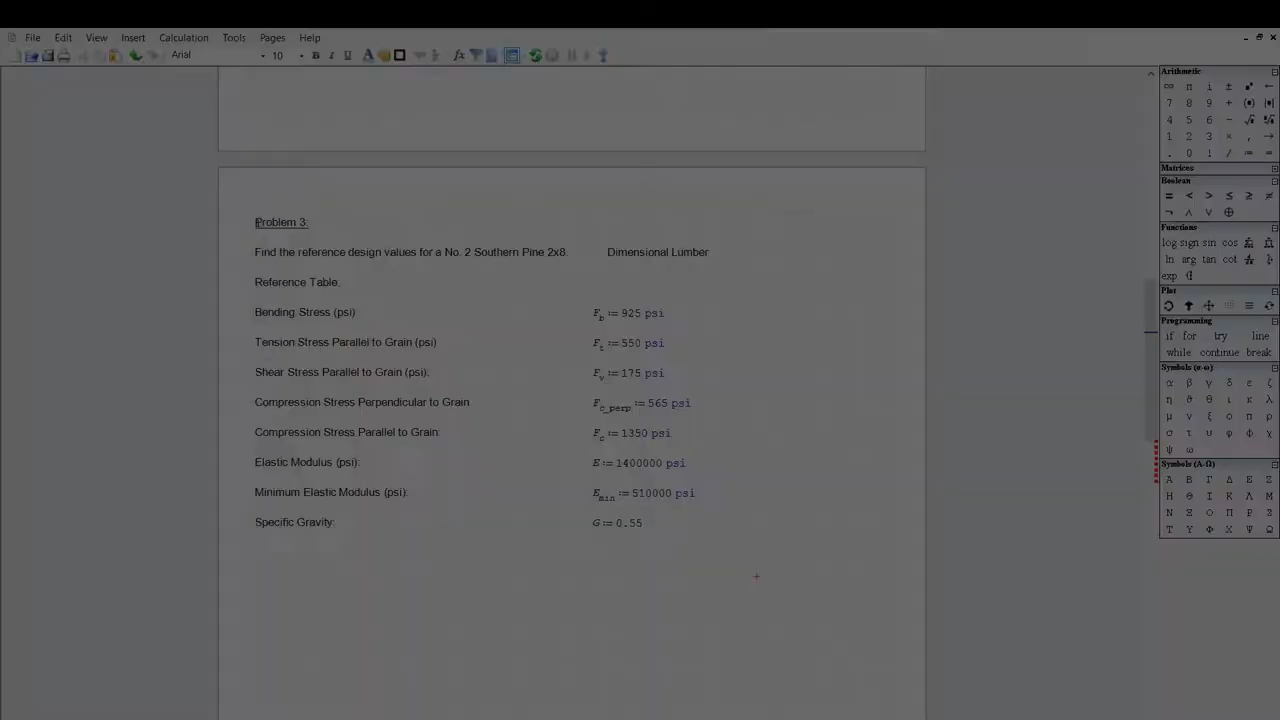 File Edit View Insert Calculation Tools Pages Help
Arial 10 B I U
Arithmetic
∞ π i ±
7 8 9 +
4 5 6 −
1 2 3 × , →
. 0 ! / := =
Matrices
Boolean
= < > ≤ ≥ ≠
¬ ∧ ∨ ⊕
Functions
log sign sin cos
ln arg tan cot
exp
Plot
Programming
if for try line
while continue break
Symbols (α-ω)
α β γ δ ε ζ
η θ ϑ ι κ λ
μ ν ξ ο π ρ
σ τ υ φ ϕ χ
ψ ω
Symbols (Α-Ω)
Α Β Γ Δ Ε Ζ
Η Θ Ι Κ Λ Μ
Ν Ξ Ο Π Ρ Σ
Τ Υ Φ Χ Ψ Ω
Problem 3:
Find the reference design values for a No. 2 Southern Pine 2x8. Dimensional Lumber
Reference Table:
Bending Stress (psi) F_b := 925 psi
Tension Stress Parallel to Grain (psi) F_t := 550 psi
Shear Stress Parallel to Grain (psi): F_v := 175 psi
Compression Stress Perpendicular to Grain F_c_perp := 565 psi
Compression Stress Parallel to Grain: F_c := 1350 psi
Elastic Modulus (psi): E := 1400000 psi
Minimum Elastic Modulus (psi): E_min := 510000 psi
Specific Gravity: G := 0.55